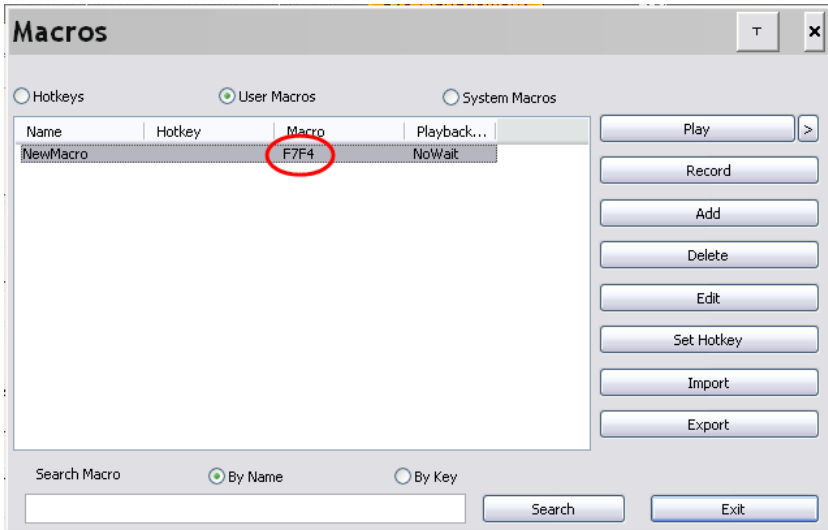 Macros
T
×
Hotkeys User Macros System Macros
Name Hotkey Macro Playback...
NewMacro F7F4 NoWait
Play >
Record
Add
Delete
Edit
Set Hotkey
Import
Export
Search Macro By Name By Key
Search Exit